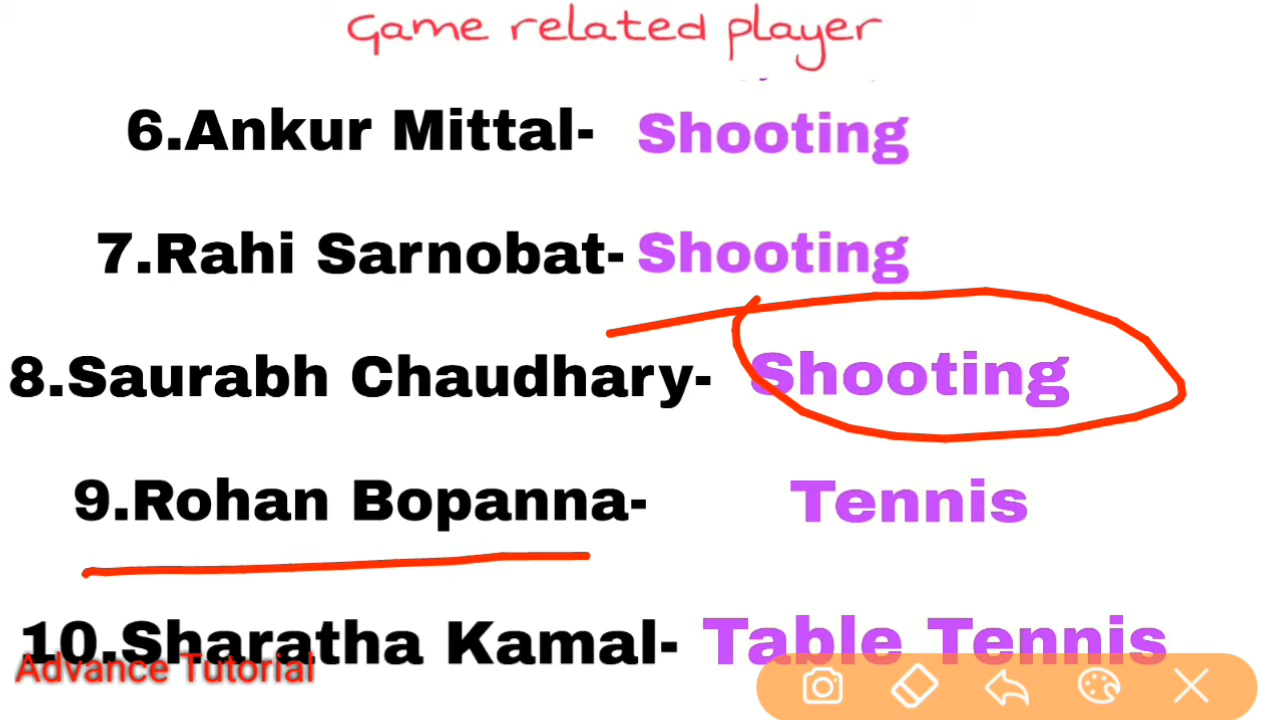 Game related player
6.Ankur Mittal- Shooting
7.Rahi Sarnobat- Shooting
8.Saurabh Chaudhary- Shooting
9.Rohan Bopanna- Tennis
10.Sharatha Kamal- Table Tennis
Advance Tutorial